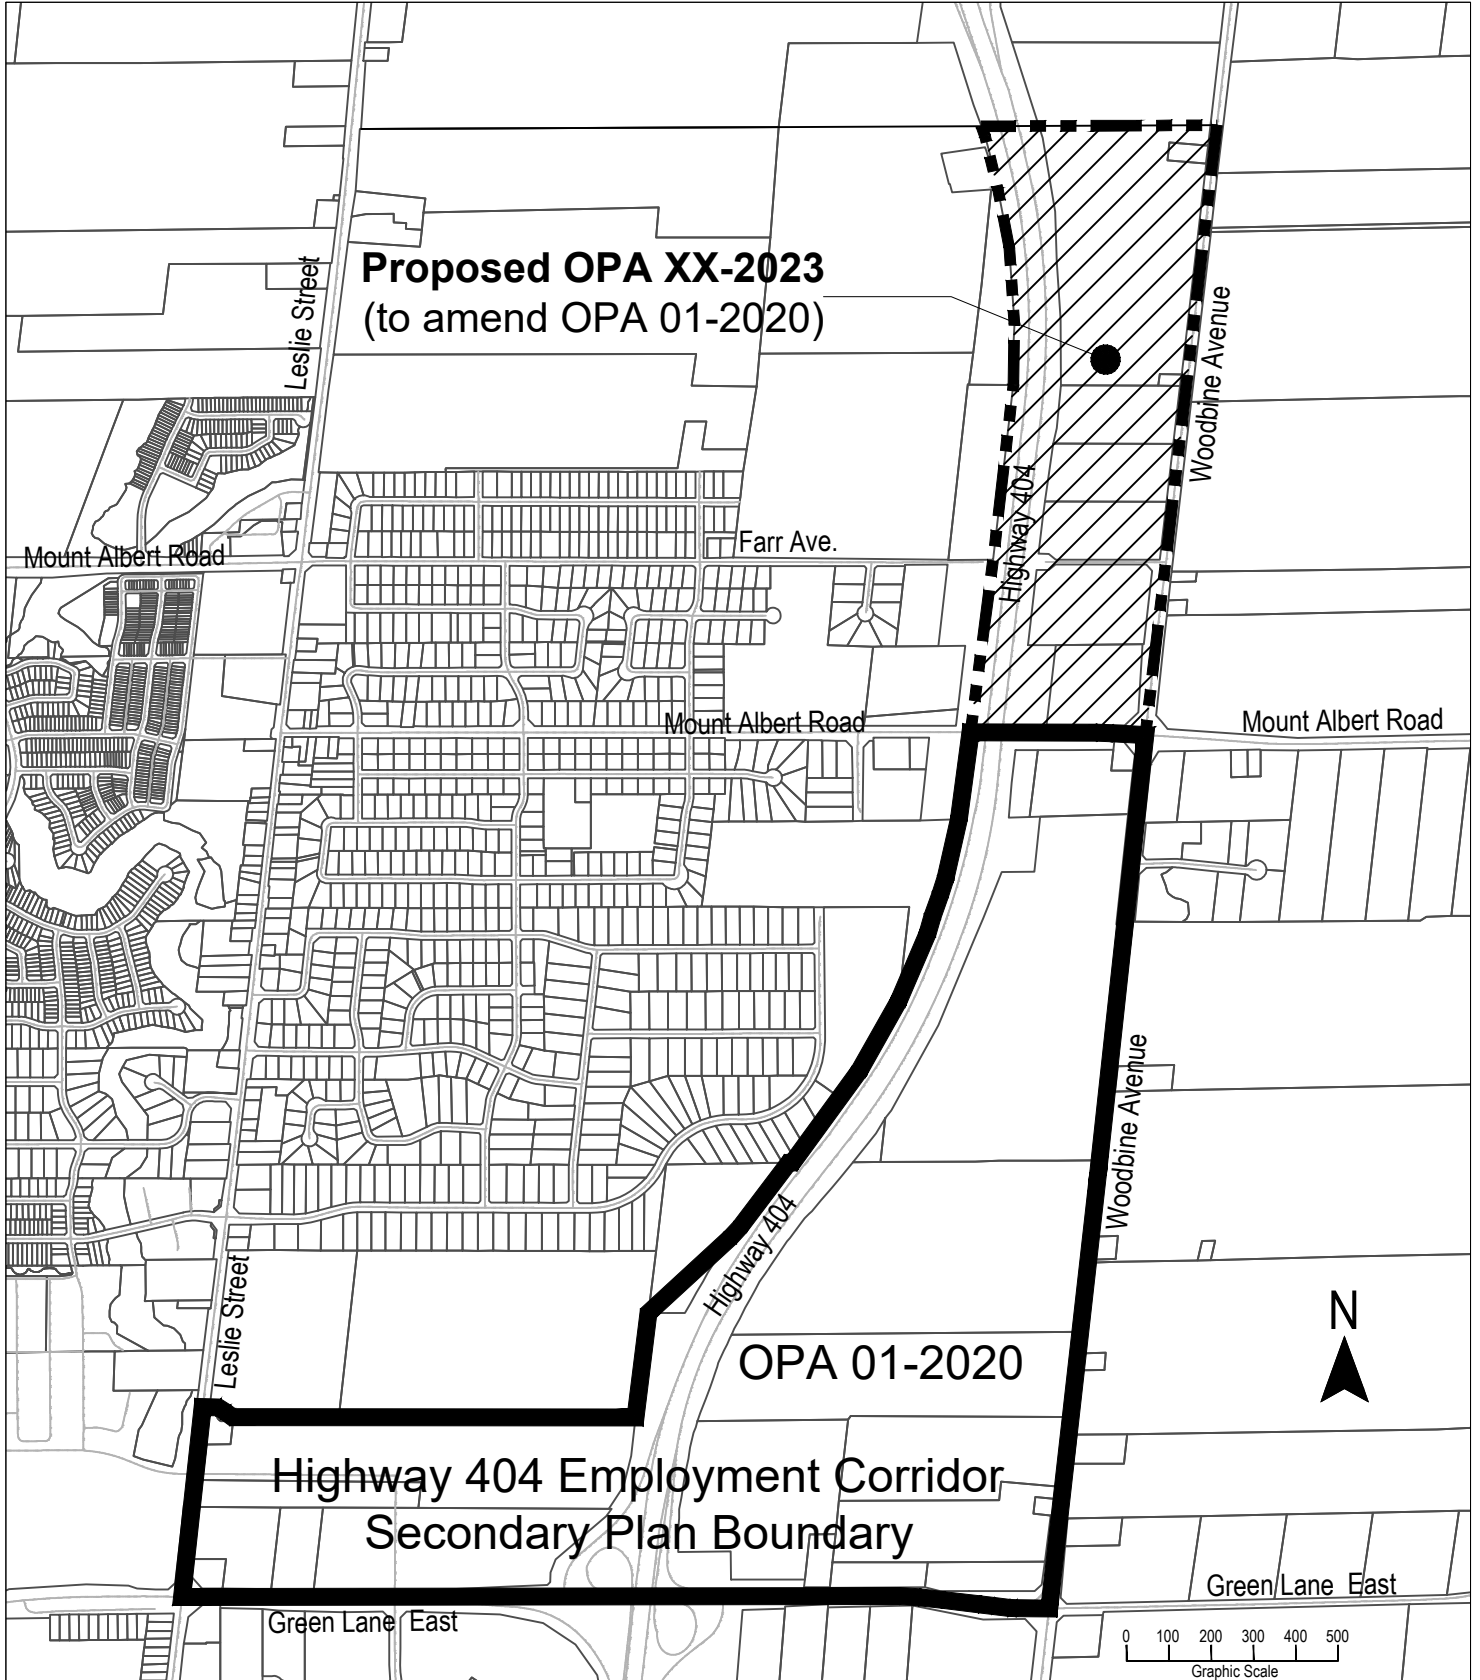 Proposed OPA XX-2023
(to amend OPA 01-2020)
Leslie Street
Woodbine Avenue
Highway 404
Mount Albert Road
Farr Ave.
Mount Albert Road
Mount Albert Road
Woodbine Avenue
Highway 404
Leslie Street
N
OPA 01-2020
Highway 404 Employment Corridor
Secondary Plan Boundary
Green Lane East
Green Lane East
0 100 200 300 400 500
Graphic Scale